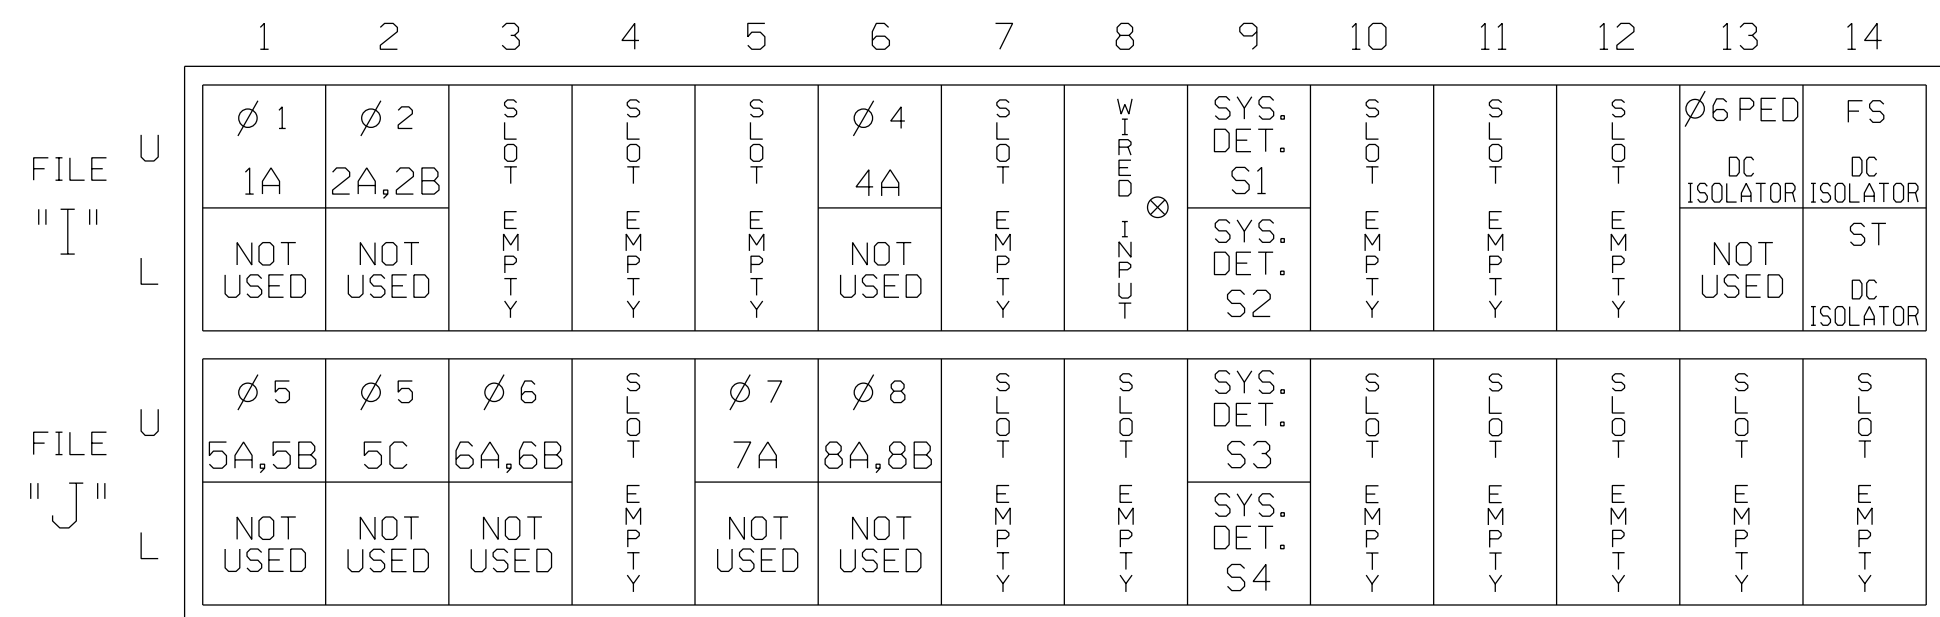 1 2 3 4 5 6 7 8 9 10 11 12 13 14
FILE "I"
U
Ø 1 1A
Ø 2 2A,2B
SLOT EMPTY
SLOT EMPTY
SLOT EMPTY
Ø 4 4A
SLOT EMPTY
WIRED INPUT
SYS. DET. S1
SLOT EMPTY
SLOT EMPTY
SLOT EMPTY
Ø6 PED DC ISOLATOR
FS DC ISOLATOR
L
NOT USED
NOT USED
NOT USED
SYS. DET. S2
NOT USED
ST DC ISOLATOR
FILE "J"
U
Ø 5 5A,5B
Ø 5 5C
Ø 6 6A,6B
SLOT EMPTY
Ø 7 7A
Ø 8 8A,8B
SLOT EMPTY
SLOT EMPTY
SYS. DET. S3
SLOT EMPTY
SLOT EMPTY
SLOT EMPTY
SLOT EMPTY
SLOT EMPTY
L
NOT USED
NOT USED
NOT USED
NOT USED
NOT USED
SYS. DET. S4